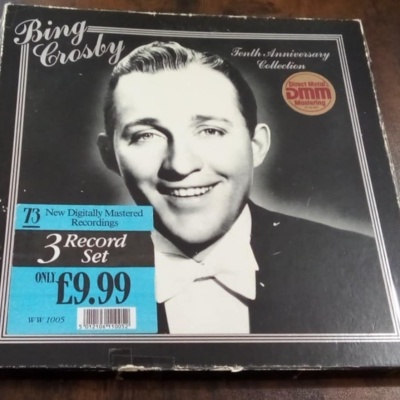 Bing
Crosby
Tenth Anniversary
Collection
Direct Metal
DMM
Mastering
73 New Digitally Mastered
Recordings
3 Record
Set
ONLY £9.99
WW 1005